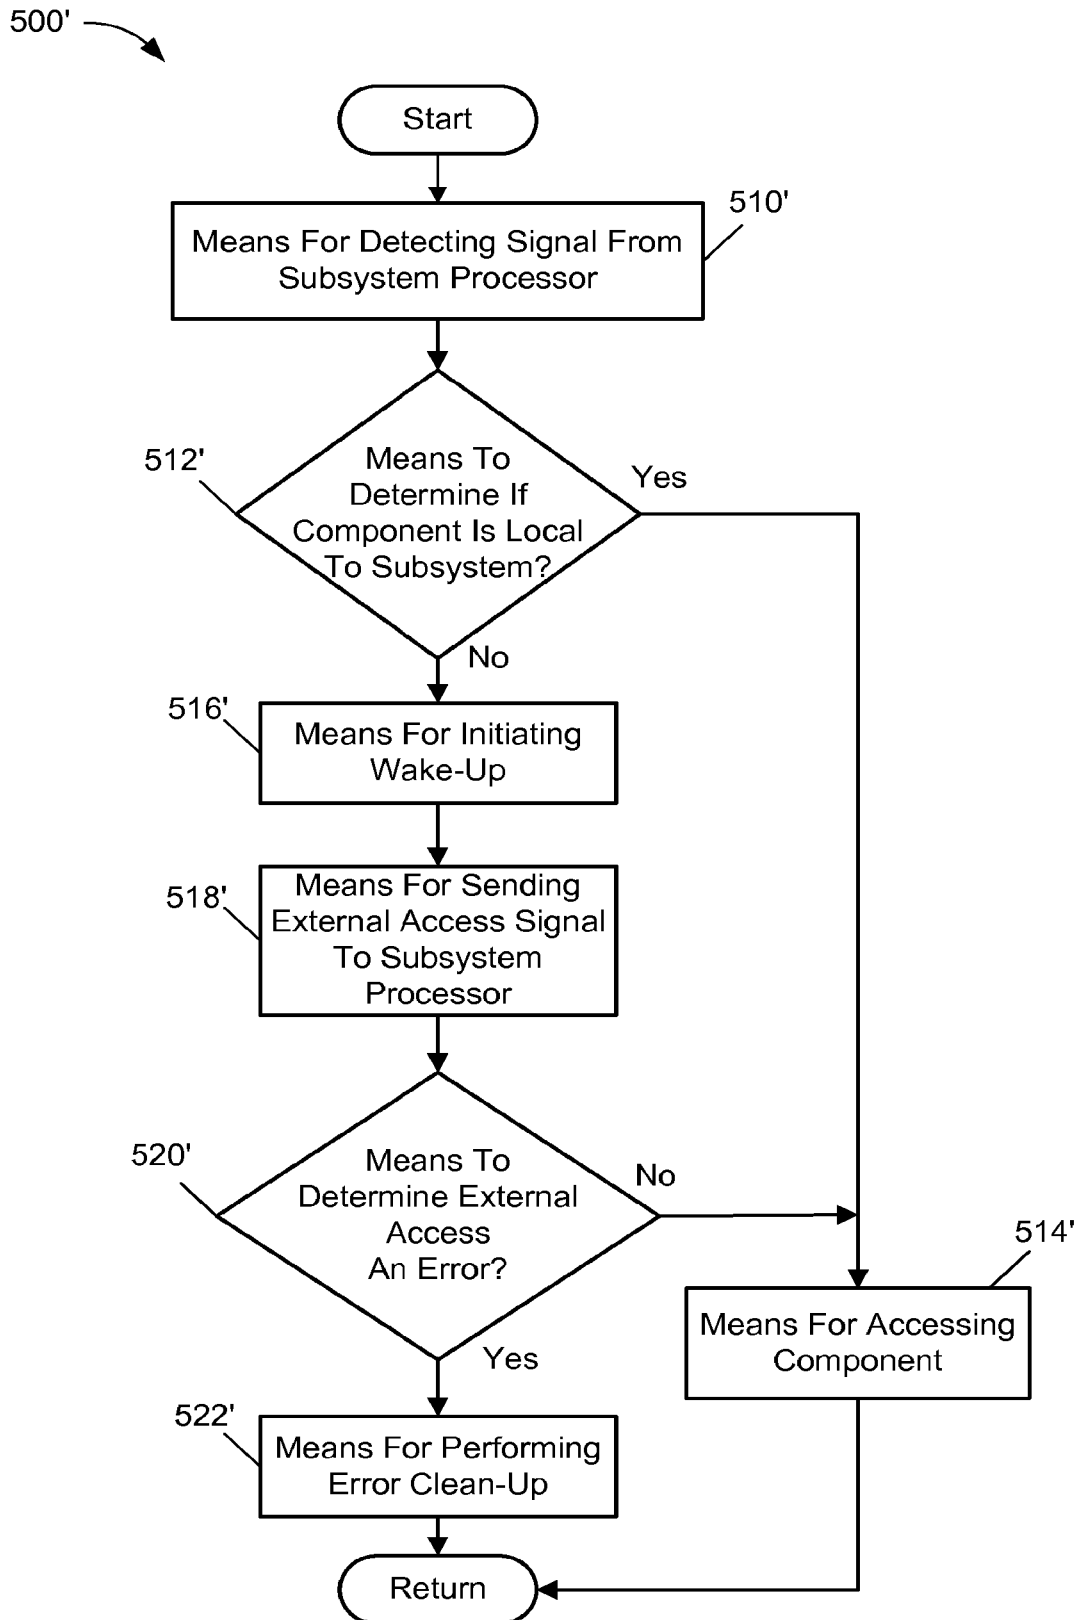 500'
Start
510'
Means For Detecting Signal From
Subsystem Processor
512'
Means To
Determine If
Component Is Local
To Subsystem?
Yes
No
516'
Means For Initiating
Wake-Up
518'
Means For Sending
External Access Signal
To Subsystem
Processor
520'
Means To
Determine External
Access
An Error?
No
514'
Means For Accessing
Component
Yes
522'
Means For Performing
Error Clean-Up
Return